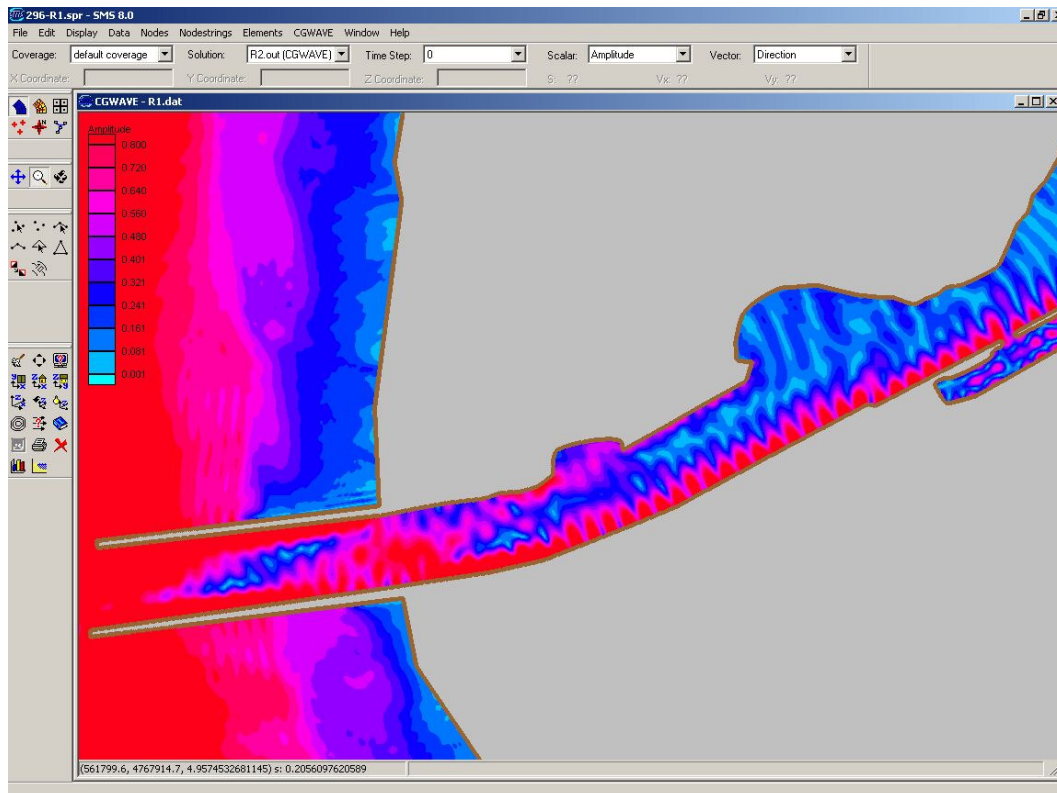 296-R1.spr - SMS 8.0
File Edit Display Data Nodes Nodestrings Elements CGWAVE Window Help
Coverage: default coverage Solution: R2.out (CGWAVE) Time Step: 0 Scalar: Amplitude Vector: Direction
X Coordinate: Y Coordinate: Z Coordinate: S: ?? Vx: ?? Vy: ??
CGWAVE - R1.dat
Amplitude
0.800
0.720
0.640
0.560
0.480
0.401
0.321
0.241
0.161
0.081
0.001
(561799.6, 4767914.7, 4.9574532681145) s: 0.2056097620589